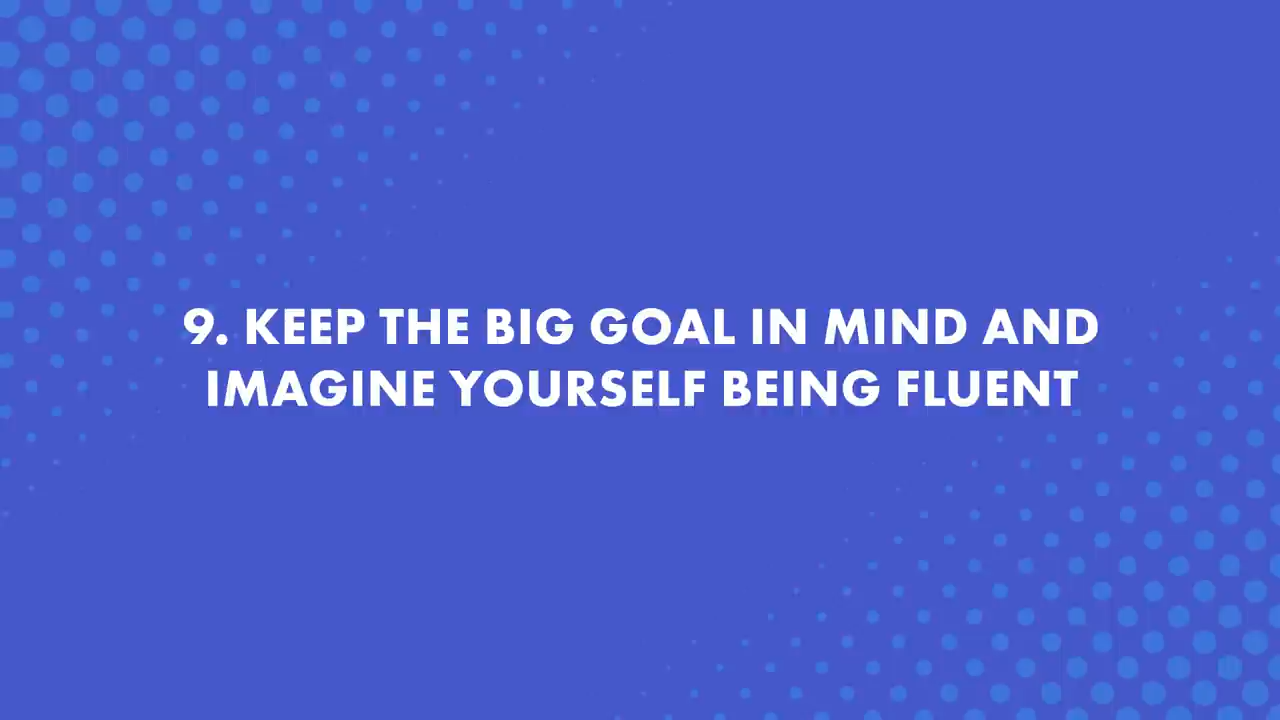 9. KEEP THE BIG GOAL IN MIND AND
IMAGINE YOURSELF BEING FLUENT